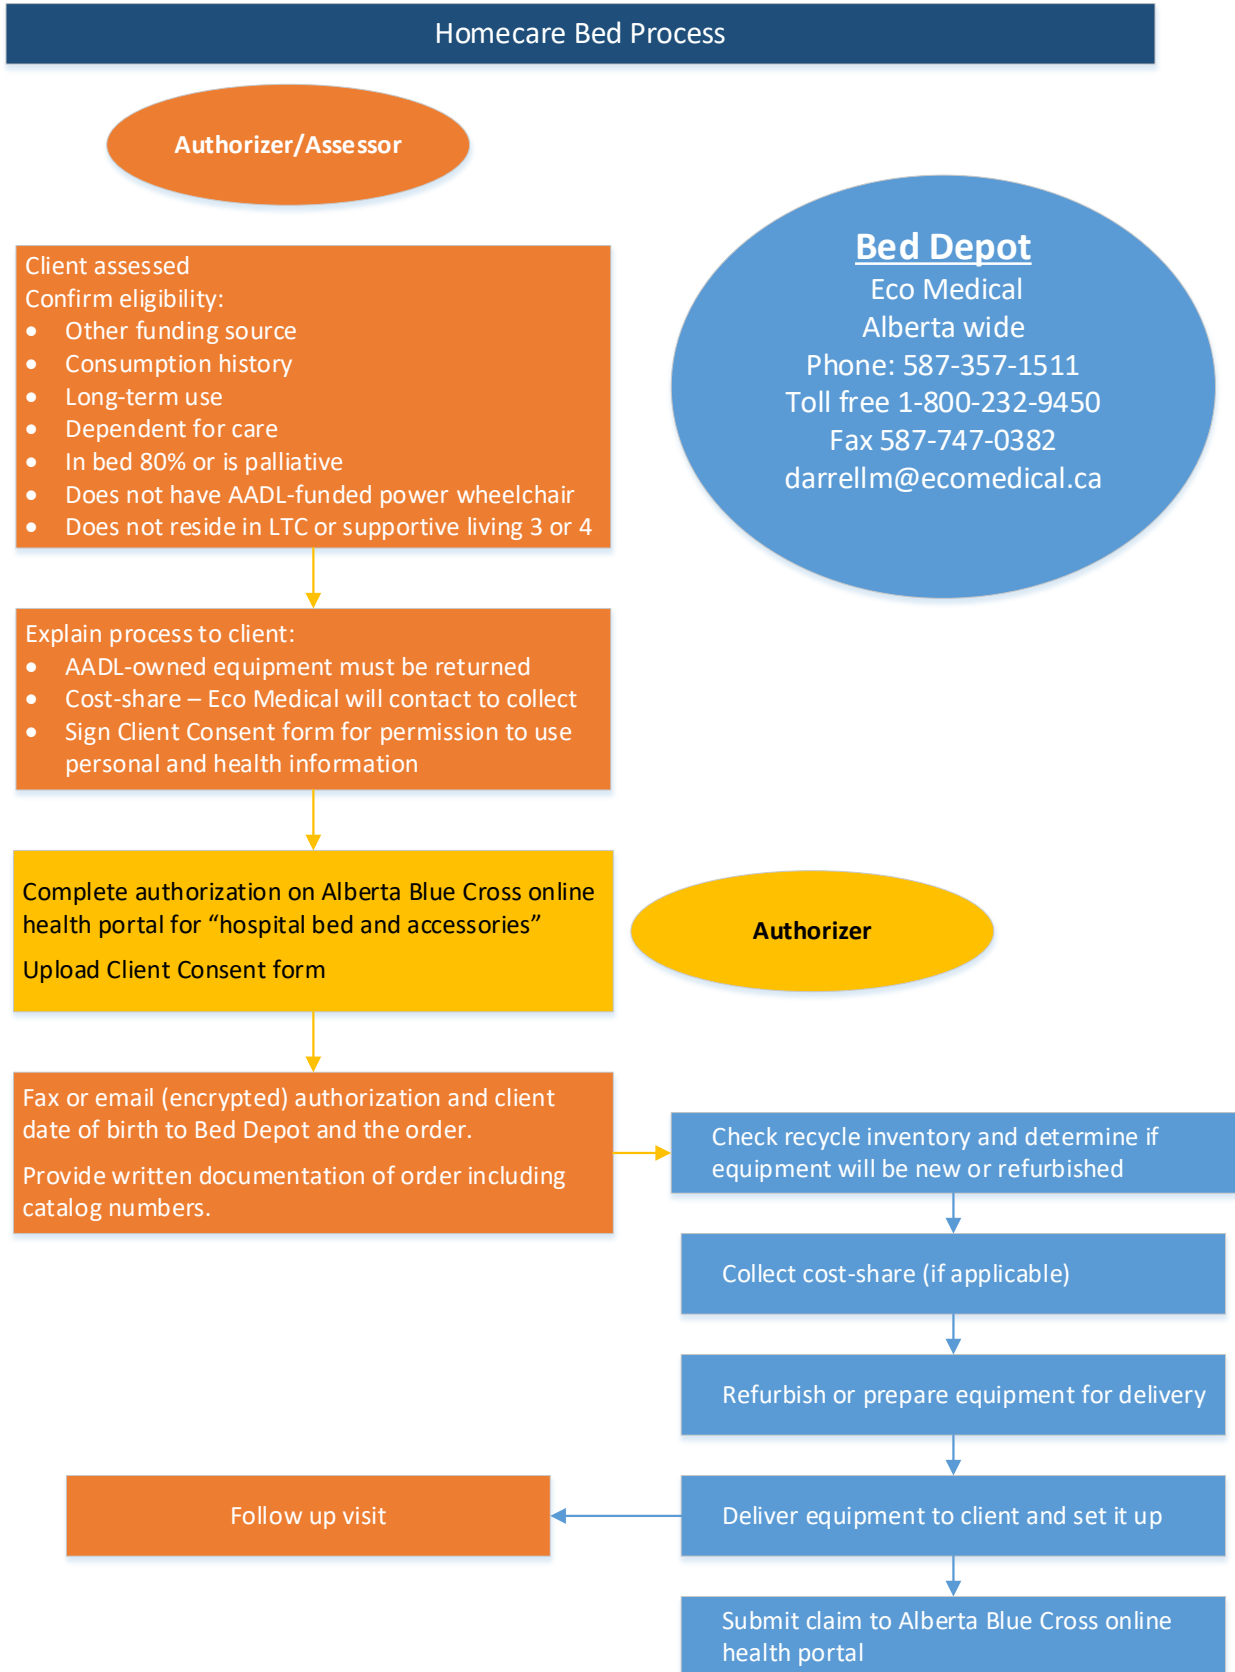 Homecare Bed Process
Authorizer/Assessor
Bed Depot
Eco Medical
Alberta wide
Phone: 587-357-1511
Toll free 1-800-232-9450
Fax 587-747-0382
darrellm@ecomedical.ca
Client assessed
Confirm eligibility:
• Other funding source
• Consumption history
• Long-term use
• Dependent for care
• In bed 80% or is palliative
• Does not have AADL-funded power wheelchair
• Does not reside in LTC or supportive living 3 or 4
Explain process to client:
• AADL-owned equipment must be returned
• Cost-share – Eco Medical will contact to collect
• Sign Client Consent form for permission to use
personal and health information
Complete authorization on Alberta Blue Cross online
health portal for “hospital bed and accessories”
Upload Client Consent form
Authorizer
Fax or email (encrypted) authorization and client
date of birth to Bed Depot and the order.
Provide written documentation of order including
catalog numbers.
Check recycle inventory and determine if
equipment will be new or refurbished
Collect cost-share (if applicable)
Refurbish or prepare equipment for delivery
Deliver equipment to client and set it up
Follow up visit
Submit claim to Alberta Blue Cross online
health portal